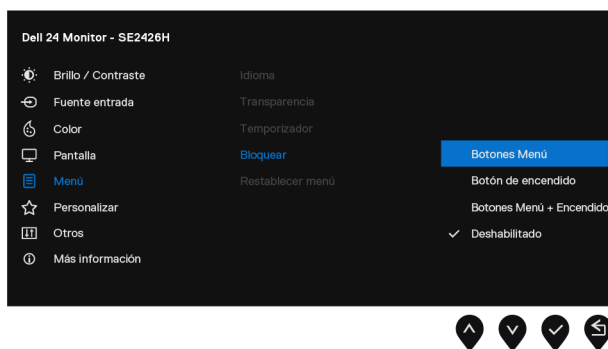 Dell 24 Monitor - SE2426H
Brillo / Contraste
Idioma
Fuente entrada
Transparencia
Color
Temporizador
Pantalla
Bloquear
Botones Menú
Menú
Restablecer menú
Botón de encendido
Personalizar
Botones Menú + Encendido
Otros
Deshabilitado
Más información